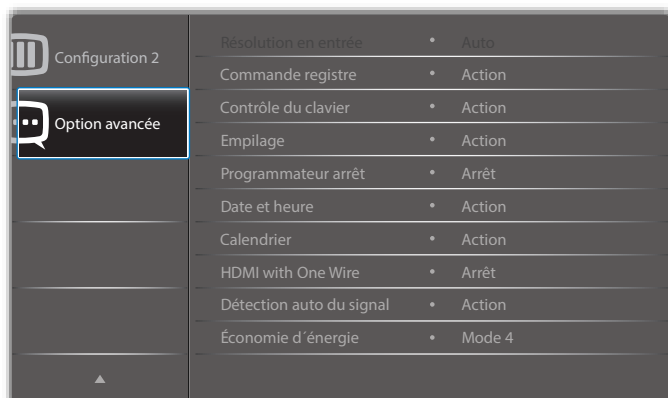 Configuration 2
Option avancée
Résolution en entrée • Auto
Commande registre • Action
Contrôle du clavier • Action
Empilage • Action
Programmateur arrêt • Arrêt
Date et heure • Action
Calendrier • Action
HDMI with One Wire • Arrêt
Détection auto du signal • Action
Économie d´énergie • Mode 4